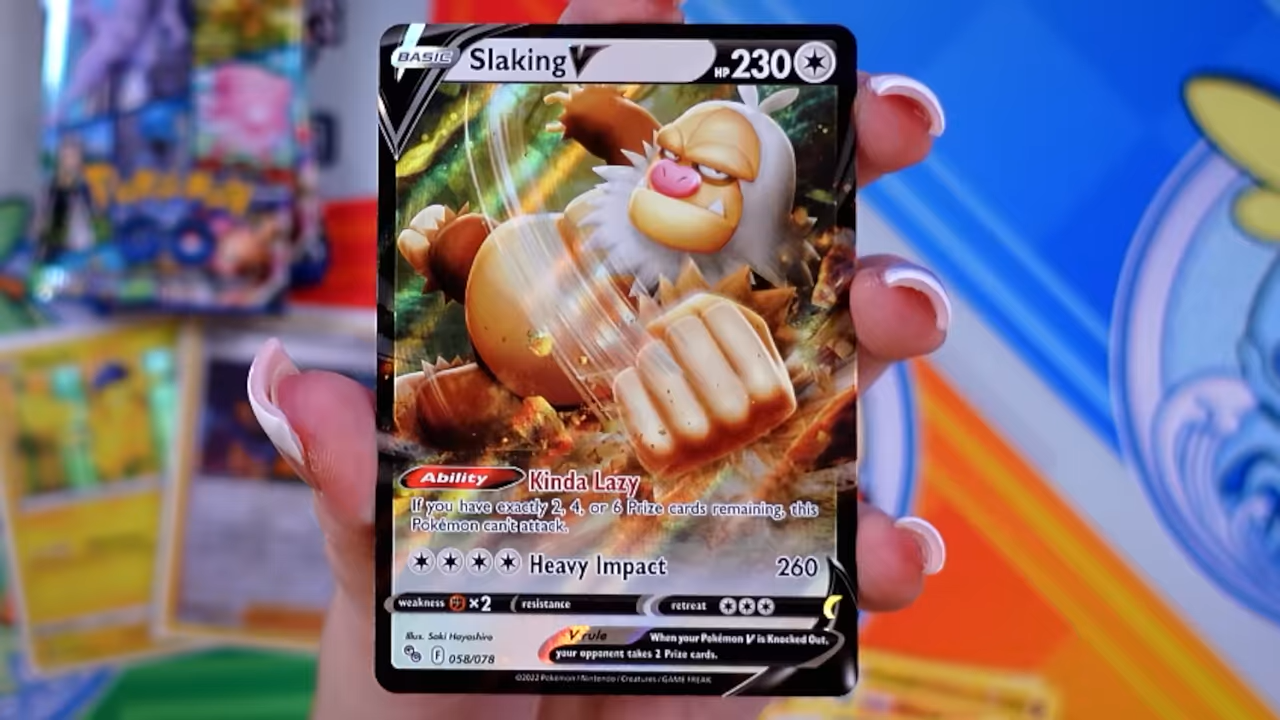 BASIC Slaking V HP 230
Ability Kinda Lazy
If you have exactly 2, 4, or 6 Prize cards remaining, this
Pokémon can't attack.
Heavy Impact 260
weakness ×2 resistance retreat
Illus. Saki Hayashiro
V rule When your Pokémon V is Knocked Out,
your opponent takes 2 Prize cards.
F 058/078
©2022 Pokémon / Nintendo / Creatures / GAME FREAK
Pokémon
GO